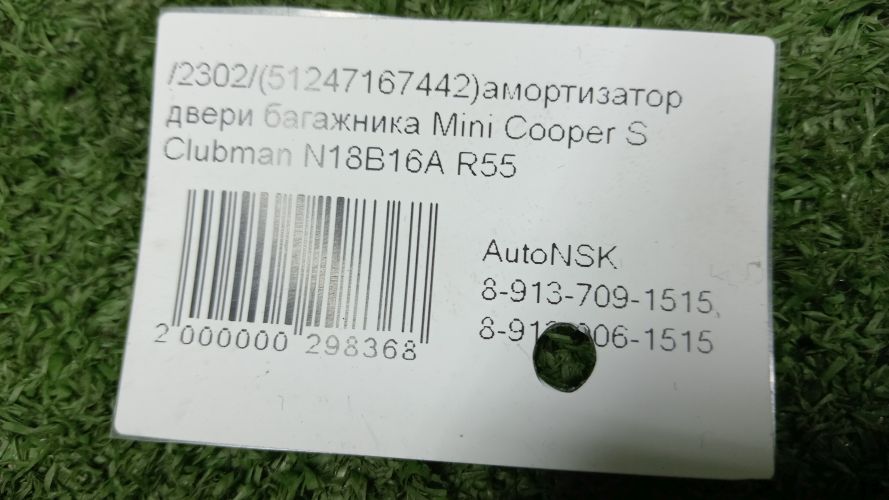 /2302/(51247167442)амортизатор
двери багажника Mini Cooper S
Clubman N18B16A R55
AutoNSK
8-913-709-1515,
2 000000 298368